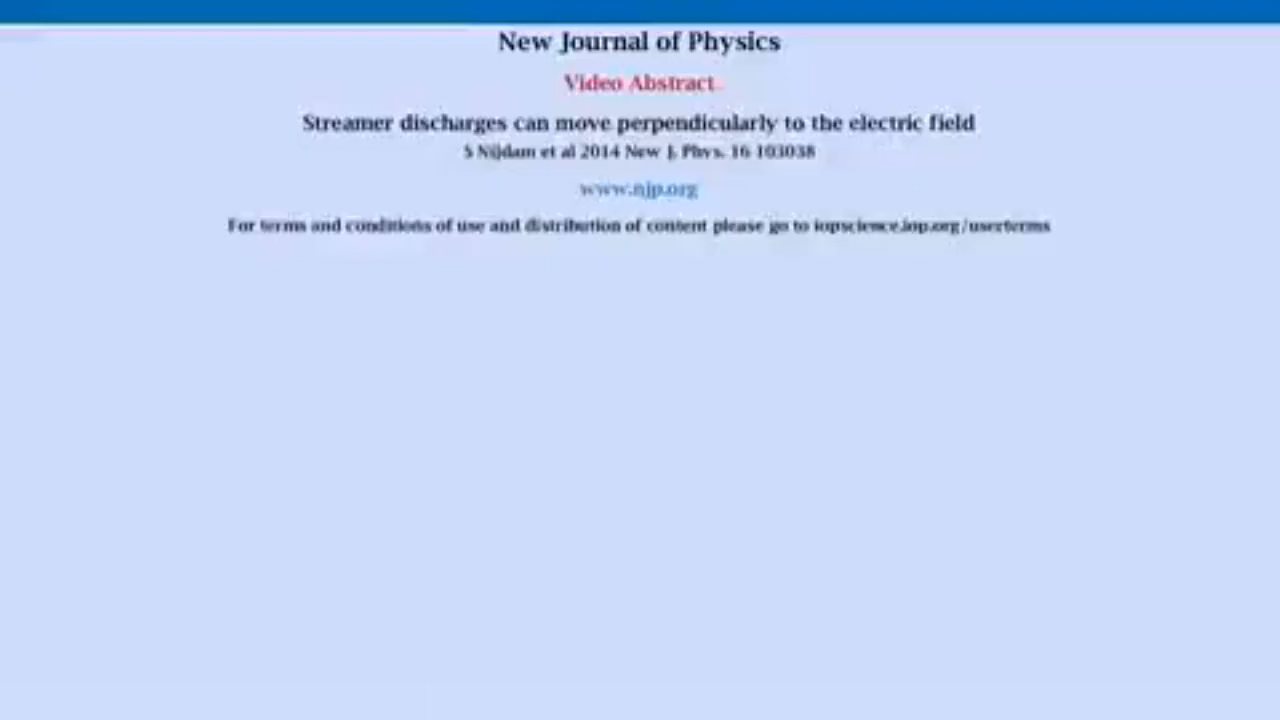 New Journal of Physics
Video Abstract
Streamer discharges can move perpendicularly to the electric field
S Nijdam et al 2014 New J. Phys. 16 103038
www.njp.org
For terms and conditions of use and distribution of content please go to iopscience.iop.org/userterms